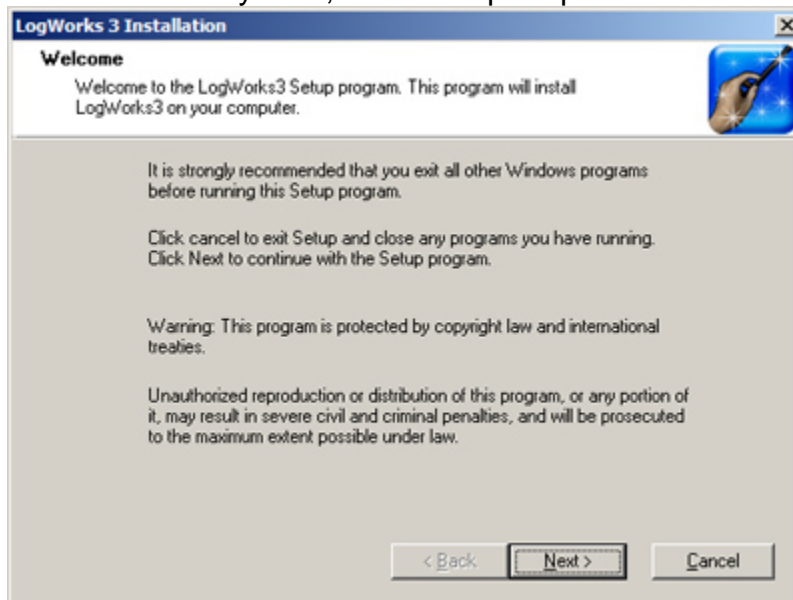 LogWorks 3 Installation
Welcome
Welcome to the LogWorks3 Setup program. This program will install
LogWorks3 on your computer.
It is strongly recommended that you exit all other Windows programs
before running this Setup program.
Click cancel to exit Setup and close any programs you have running.
Click Next to continue with the Setup program.
Warning: This program is protected by copyright law and international
treaties.
Unauthorized reproduction or distribution of this program, or any portion of
it, may result in severe civil and criminal penalties, and will be prosecuted
to the maximum extent possible under law.
< Back Next > Cancel